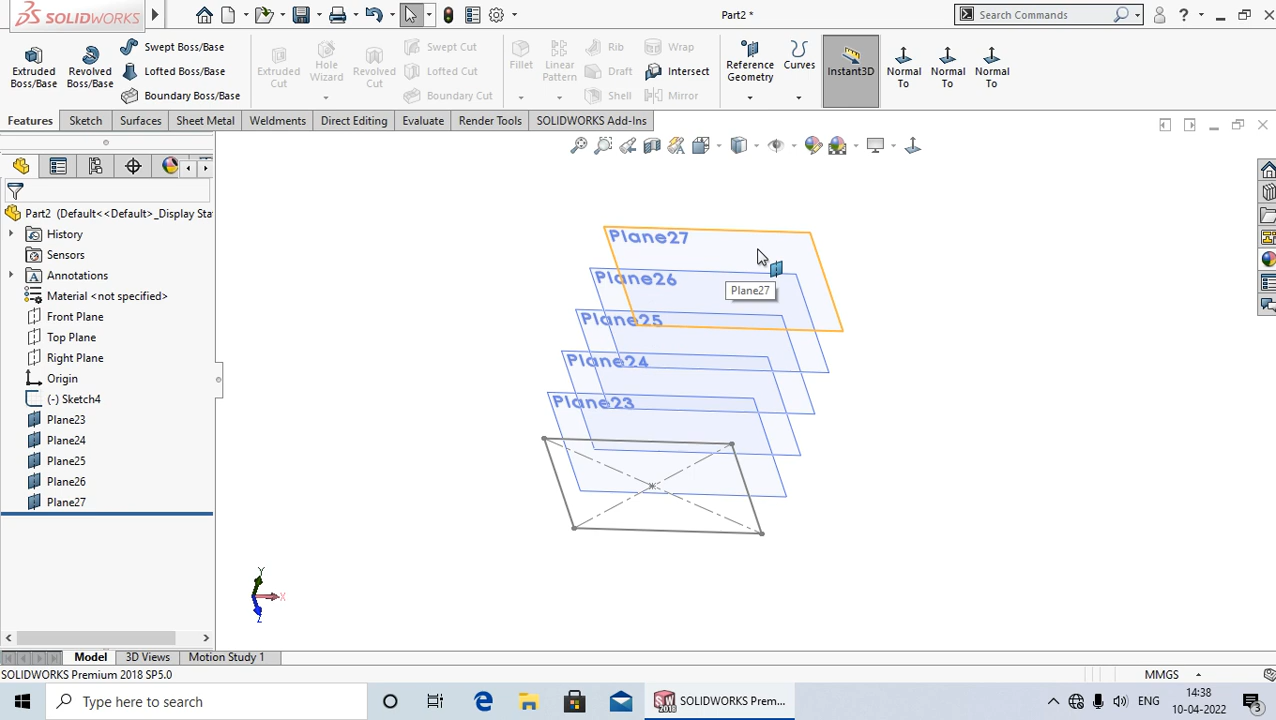 SOLIDWORKS
Part2 *
Search Commands
?
Extruded Boss/Base
Revolved Boss/Base
Swept Boss/Base
Lofted Boss/Base
Boundary Boss/Base
Extruded Cut
Hole Wizard
Revolved Cut
Swept Cut
Lofted Cut
Boundary Cut
Fillet
Linear Pattern
Rib
Draft
Shell
Wrap
Intersect
Mirror
Reference Geometry
Curves
Instant3D
Normal To
Normal To
Normal To
Features
Sketch
Surfaces
Sheet Metal
Weldments
Direct Editing
Evaluate
Render Tools
SOLIDWORKS Add-Ins
Part2 (Default<<Default>_Display Sta
History
Sensors
Annotations
Material <not specified>
Front Plane
Top Plane
Right Plane
Origin
(-) Sketch4
Plane23
Plane24
Plane25
Plane26
Plane27
Plane27
Plane27
Plane26
Plane25
Plane24
Plane23
Y
X
Z
Model
3D Views
Motion Study 1
SOLIDWORKS Premium 2018 SP5.0
MMGS
Type here to search
SW 2018
SOLIDWORKS Prem...
ENG
14:38
10-04-2022
3